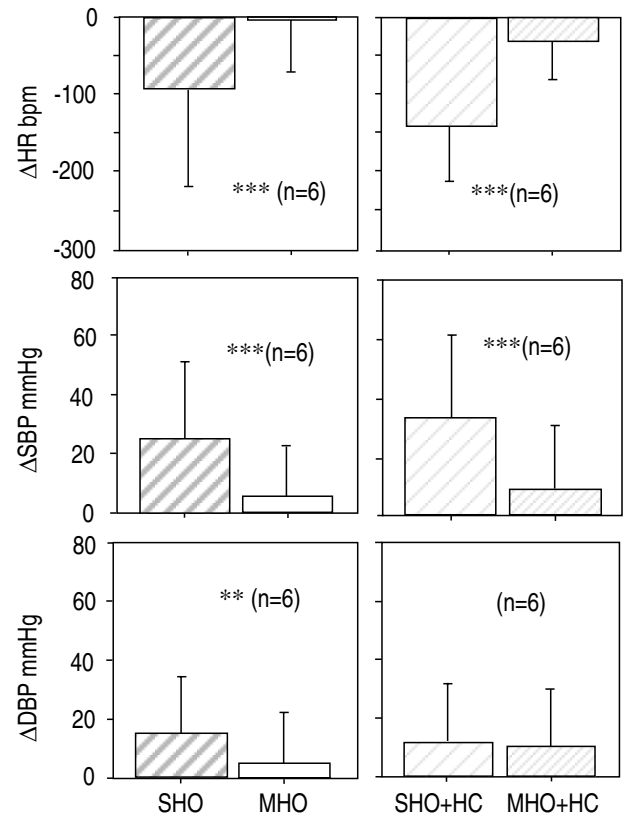 ΔHR bpm
0
-100
-200
-300
*** (n=6)
***(n=6)
ΔSBP mmHg
80
60
40
20
0
***(n=6)
***(n=6)
ΔDBP mmHg
80
60
40
20
0
** (n=6)
(n=6)
SHO MHO SHO+HC MHO+HC